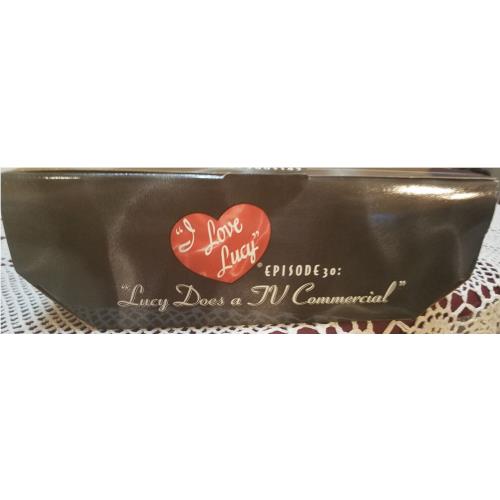 "I
Love
Lucy"
® EPISODE 30:
"Lucy Does a TV Commercial"